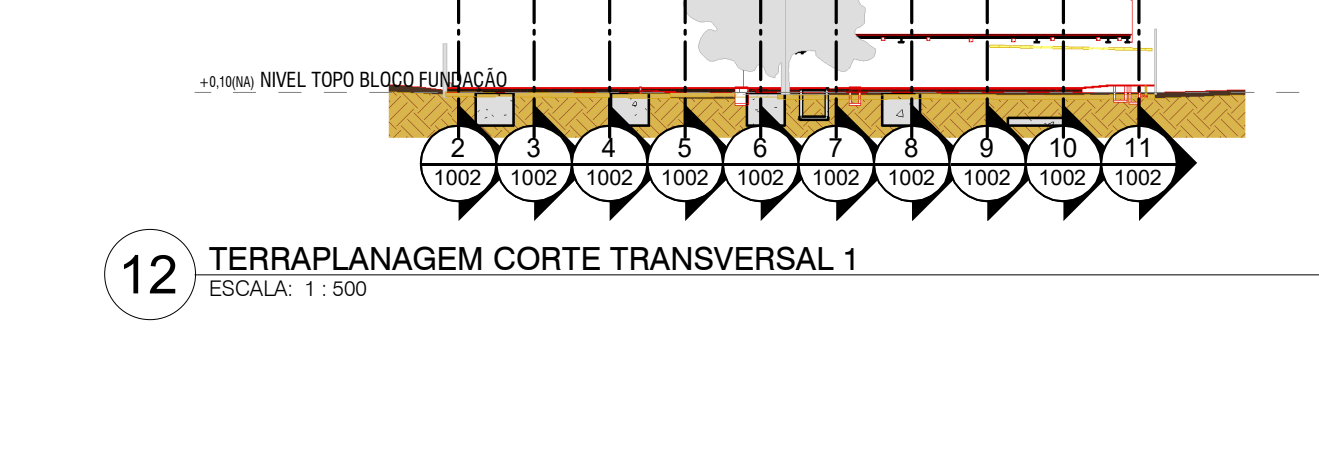 +0,10(NA) NIVEL TOPO BLOCO FUNDAÇÃO
2 3 4 5 6 7 8 9 10 11
1002 1002 1002 1002 1002 1002 1002 1002 1002 1002
12 TERRAPLANAGEM CORTE TRANSVERSAL 1
ESCALA: 1 : 500